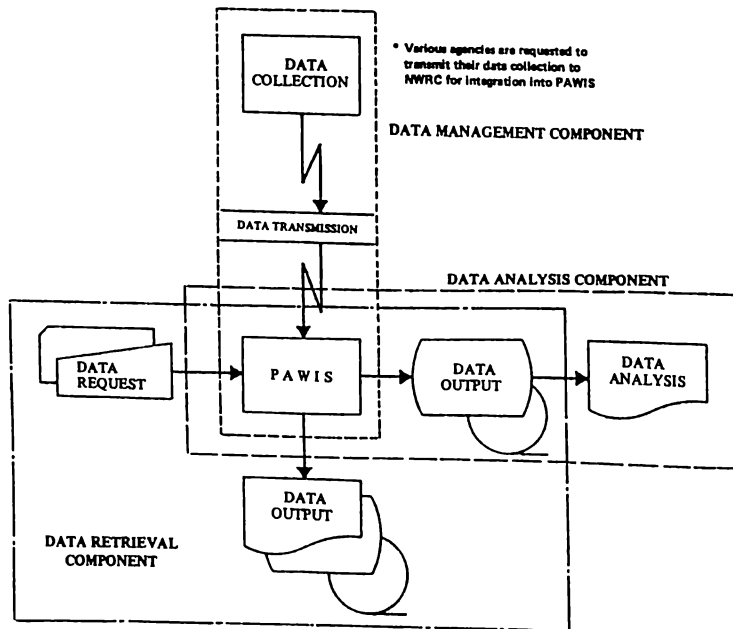 DATA
COLLECTION
* Various agencies are requested to
transmit their data collection to
NWRC for integration into PAWIS
DATA MANAGEMENT COMPONENT
DATA TRANSMISSION
DATA ANALYSIS COMPONENT
DATA
REQUEST
PAWIS
DATA
OUTPUT
DATA
ANALYSIS
DATA
OUTPUT
DATA RETRIEVAL
COMPONENT